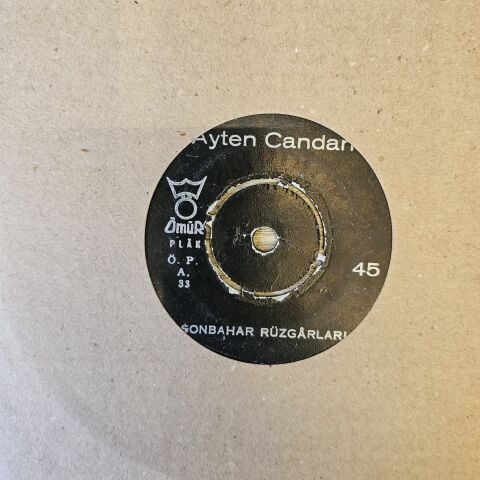 Ayten Candan
ÖmüR
PLÂK
Ö. P.
A.
33
45
SONBAHAR RÜZGÂRLARI